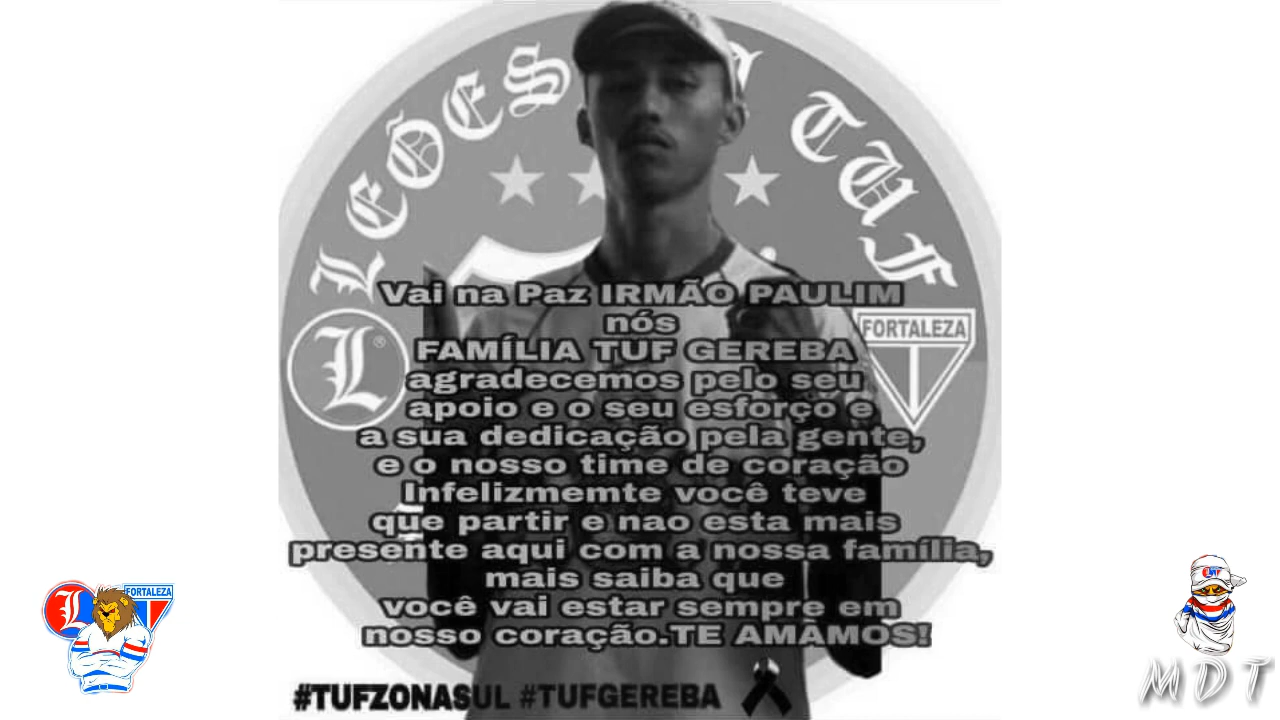 LEÕES TUF
Vai na Paz IRMÃO PAULIM
nós
FAMÍLIA TUF GEREBA
agradecemos pelo seu
apoio e o seu esforço e
a sua dedicação pela gente,
e o nosso time de coração
Infelizmemte você teve
que partir e nao esta mais
presente aqui com a nossa família,
mais saiba que
você vai estar sempre em
nosso coração.TE AMAMOS!
L®
FORTALEZA
#TUFZONASUL #TUFGEREBA
L
FORTALEZA
MDT